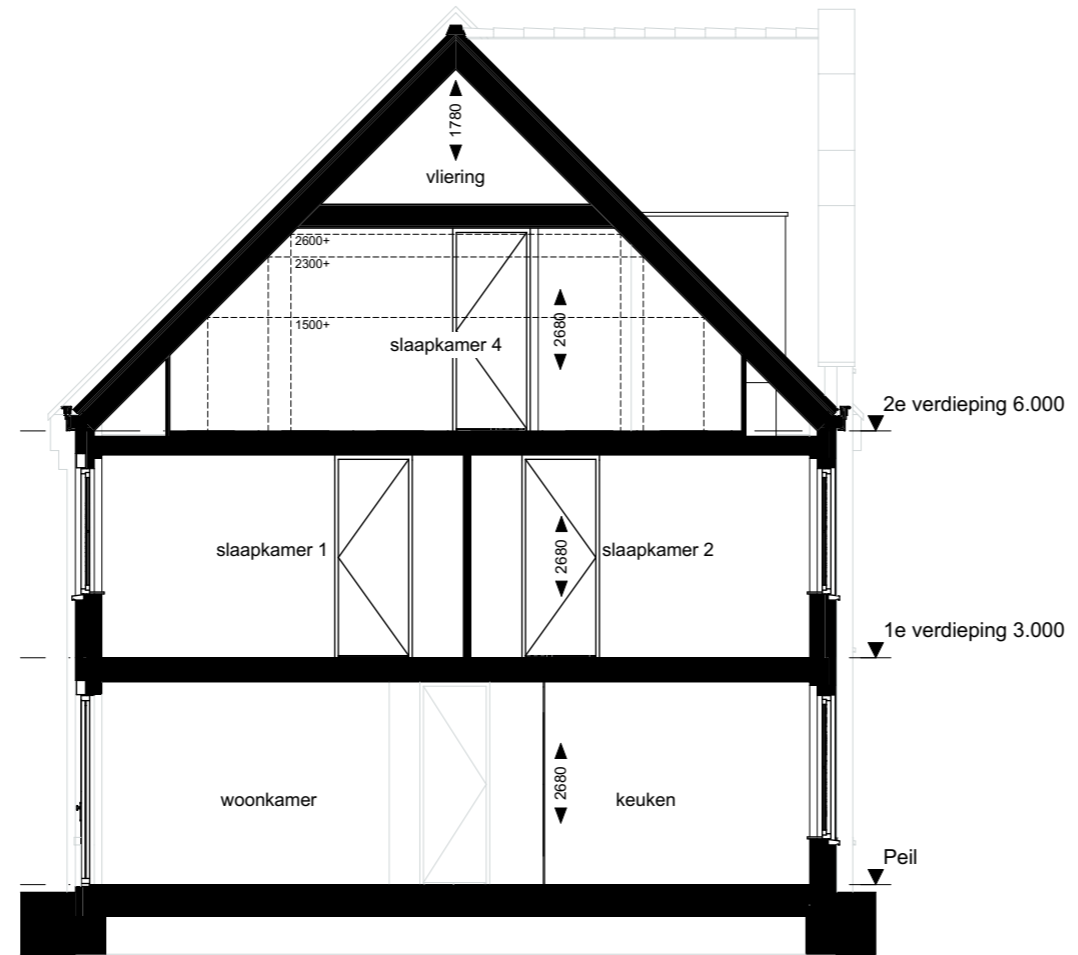 1780
vliering
2600+
2300+
1500+
2680
slaapkamer 4
2e verdieping 6.000
slaapkamer 1
2680
slaapkamer 2
1e verdieping 3.000
woonkamer
2680
keuken
Peil